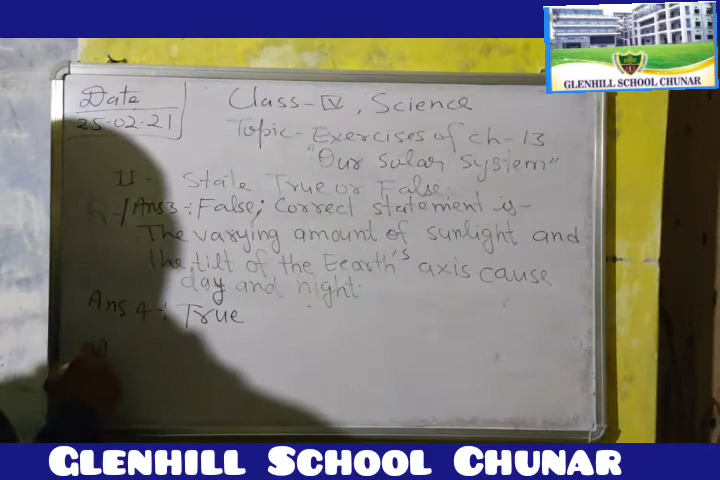 GLENHILL SCHOOL CHUNAR
Date
25-02-21
Class-IV, Science
Topic- Exercises of ch-13
"Our solar system"
II- State True or False.
Ans 3: False; Correct statement is-
The varying amount of sunlight and
the tilt of the Eearth's axis cause
day and night.
Ans 4: True
GLENHILL SCHOOL CHUNAR